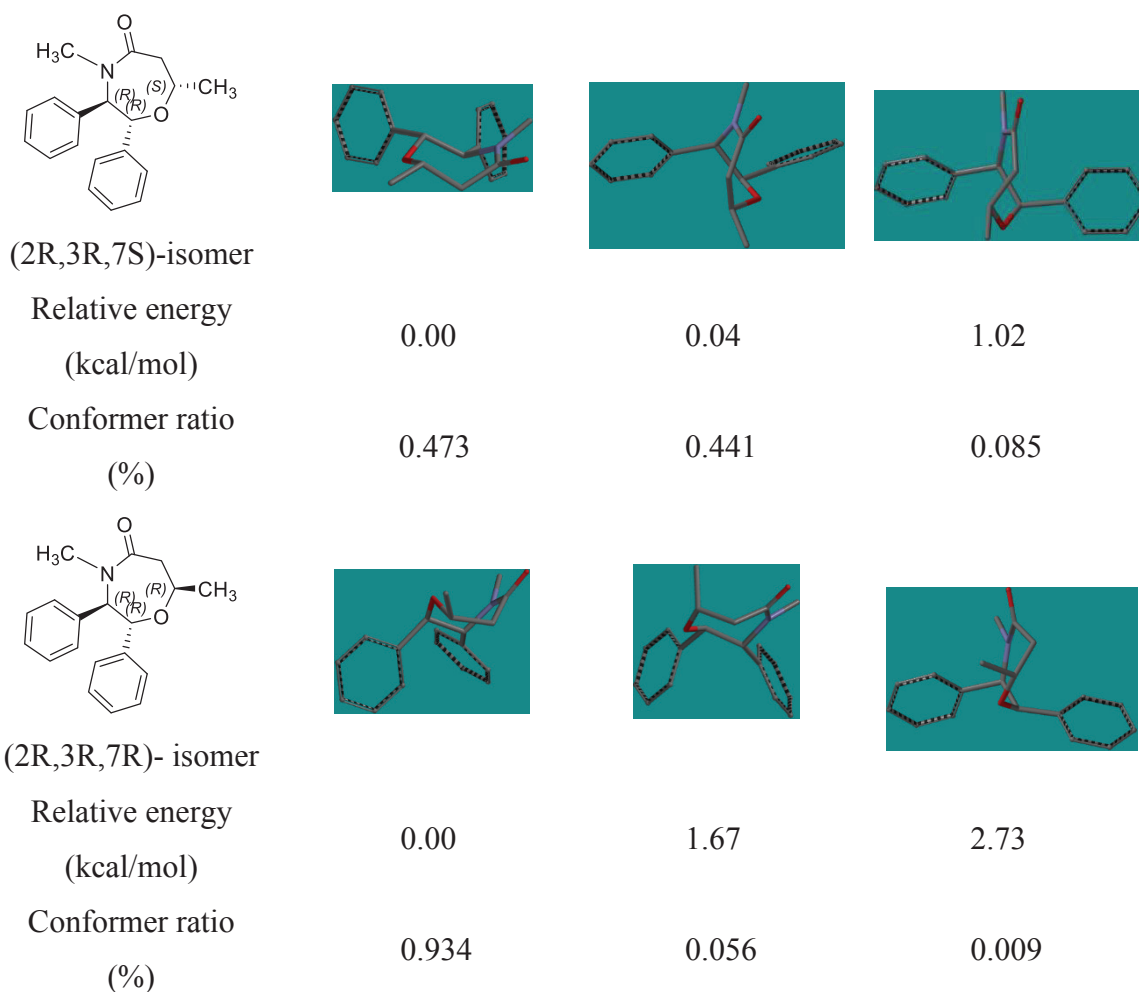 O
H₃C
N
(S)
CH₃
(R)
(R)
O
(2R,3R,7S)-isomer
Relative energy
(kcal/mol)
0.00 0.04 1.02
Conformer ratio
(%)
0.473 0.441 0.085
O
H₃C
N
(R)
CH₃
(R)
(R)
O
(2R,3R,7R)- isomer
Relative energy
(kcal/mol)
0.00 1.67 2.73
Conformer ratio
(%)
0.934 0.056 0.009